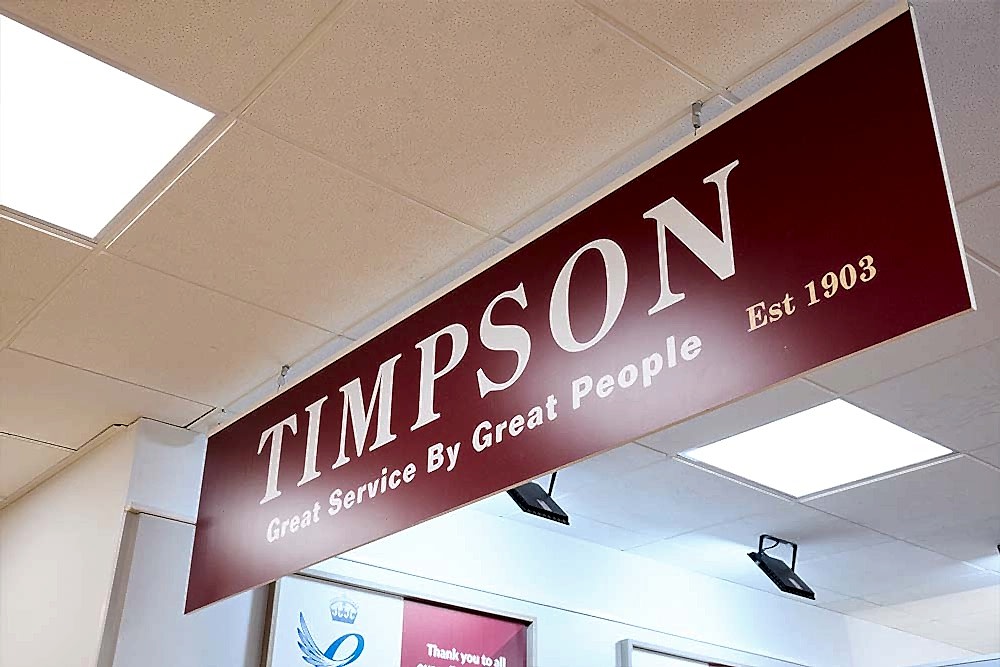 TIMPSON
Great Service By Great People
Est 1903
Thank you to all